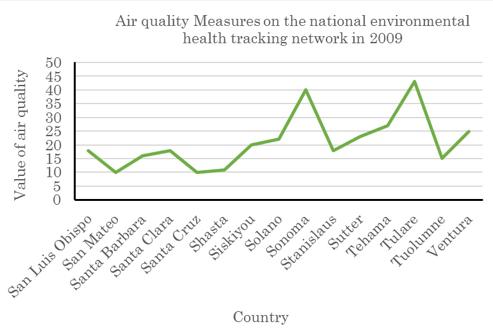 Air quality Measures on the national environmental
health tracking network in 2009
Value of air quality
50
45
40
35
30
25
20
15
10
5
0
San Luis Obispo
San Mateo
Santa Barbara
Santa Clara
Santa Cruz
Shasta
Siskiyou
Solano
Sonoma
Stanislaus
Sutter
Tehama
Tulare
Tuolumne
Ventura
Country